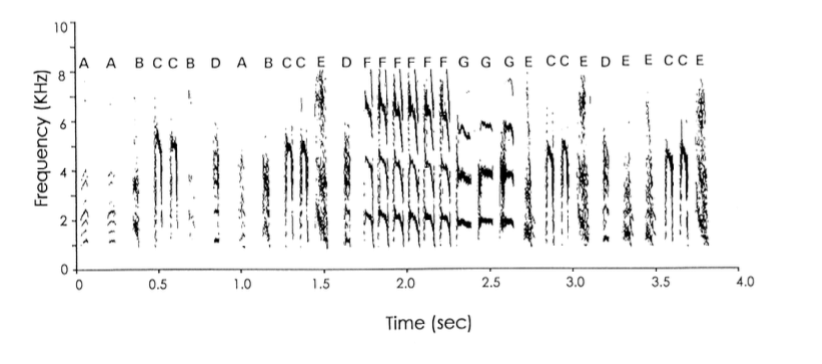 10
A A B C C B D A B C C E D F F F F F F G G G E C C E D E E C C E
8
6
4
2
0
Frequency (KHz)
0 0.5 1.0 1.5 2.0 2.5 3.0 3.5 4.0
Time (sec)